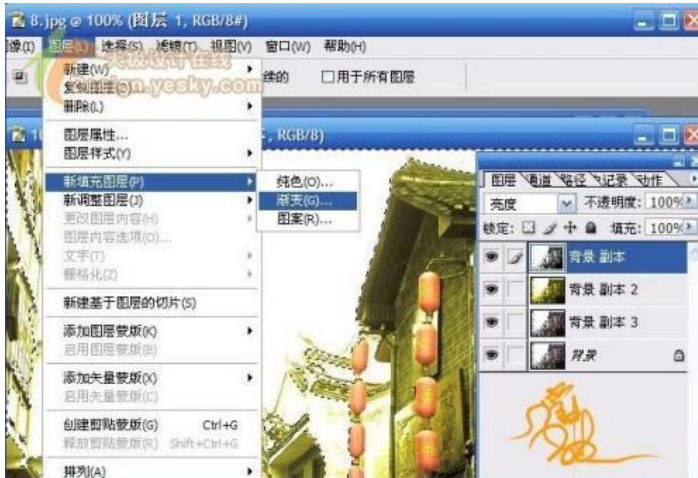 8.jpg @ 100% (图层 1, RGB/8#)
像(I) 图层(L) 选择(S) 滤镜(T) 视图(V) 窗口(W) 帮助(H)
续的 用于所有图层
天极设计在线
design.yesky.com
新建(W)
复制图层(D)...
删除(L)
图层属性...
图层样式(Y)
新填充图层(P)
新调整图层(J)
更改图层内容(H)
图层内容选项(O)...
文字(T)
栅格化(Z)
新建基于图层的切片(S)
添加图层蒙版(K)
启用图层蒙版(B)
添加矢量蒙版(X)
启用矢量蒙版(C)
创建剪贴蒙版(G) Ctrl+G
释放剪贴蒙版(R) Shift+Ctrl+G
排列(A)
纯色(O)...
渐变(G)...
图案(R)...
10
, RGB/8)
图层 通道 路径 记录 动作
亮度 不透明度: 100%
锁定: 填充: 100%
背景 副本
背景 副本 2
背景 副本 3
背景